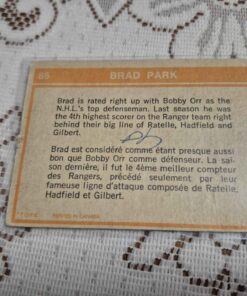 85 BRAD PARK
Brad is rated right up with Bobby Orr as the
N.H.L.'s top defenseman. Last season he was
the 4th highest scorer on the Ranger team right
behind their big line of Ratelle, Hadfield and
Gilbert.
Brad est considéré comme étant presque aussi
bon que Bobby Orr comme défenseur. La sai-
son dernière, il fut le 4ième meilleur compteur
des Rangers, précédé seulement par leur
fameuse ligne d'attaque composée de Ratelle,
Hadfield et Gilbert.
PRINTED IN CANADA